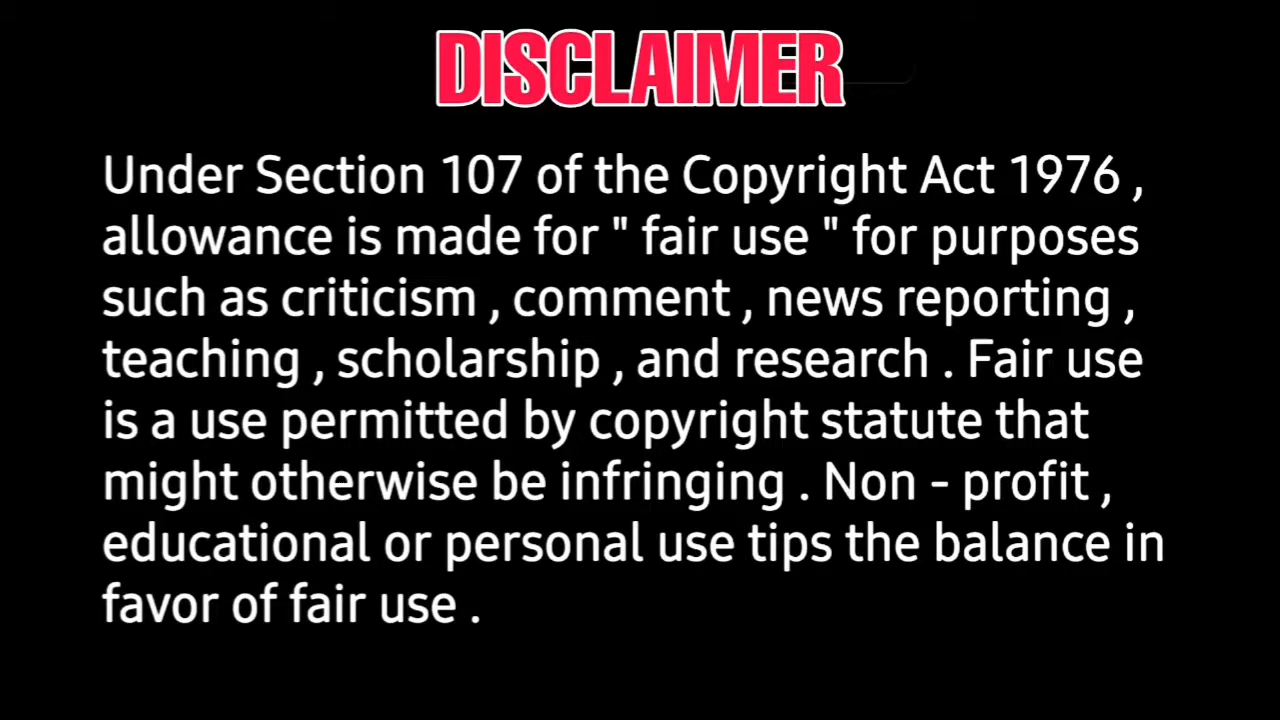 DISCLAIMER
Under Section 107 of the Copyright Act 1976 ,
allowance is made for " fair use " for purposes
such as criticism , comment , news reporting ,
teaching , scholarship , and research . Fair use
is a use permitted by copyright statute that
might otherwise be infringing . Non - profit ,
educational or personal use tips the balance in
favor of fair use .